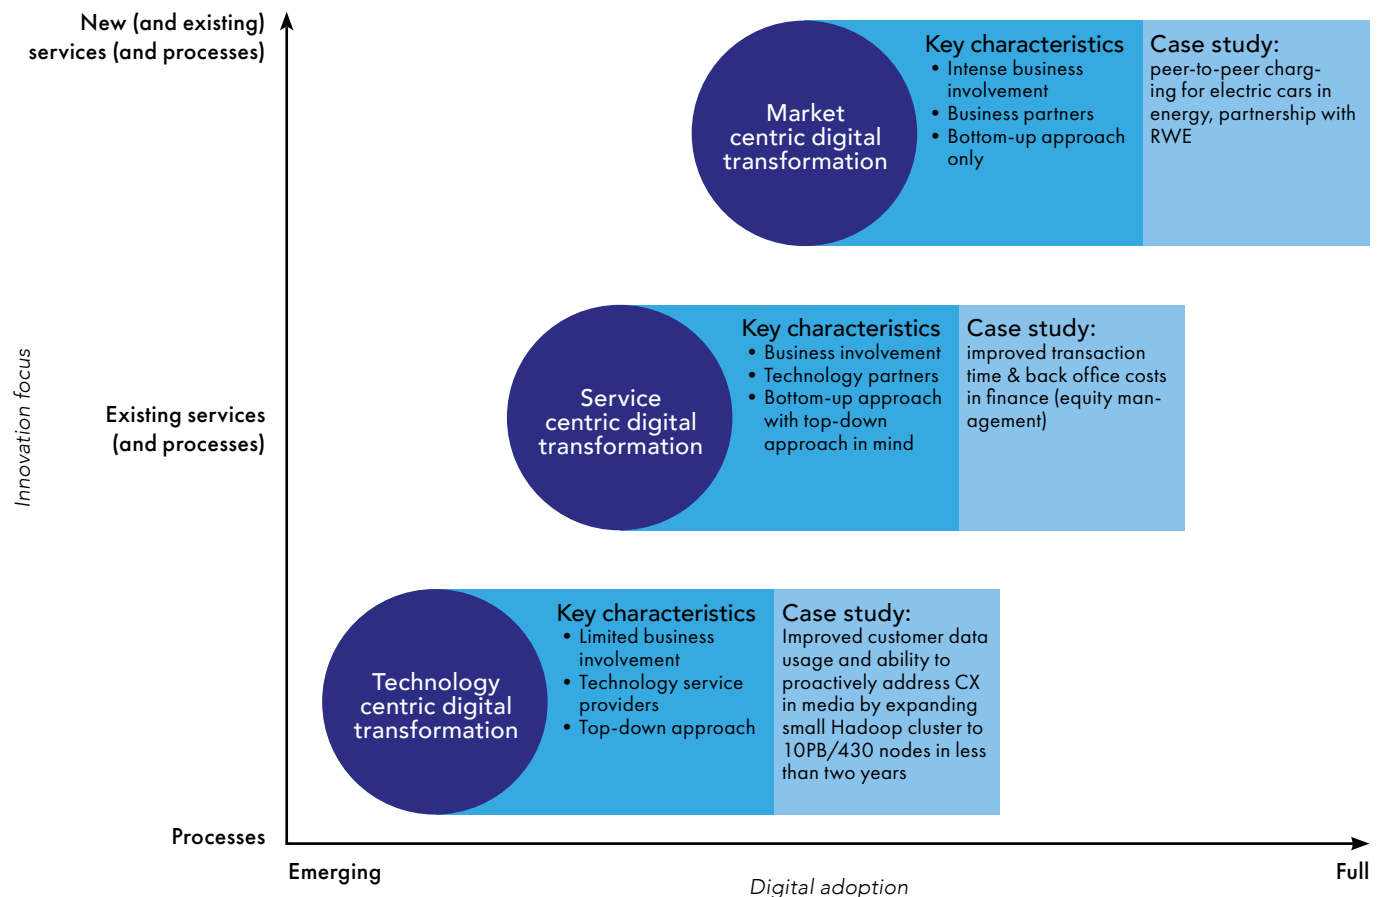 New (and existing)
services (and processes)
Market
centric digital
transformation
Key characteristics
• Intense business
involvement
• Business partners
• Bottom-up approach
only
Case study:
peer-to-peer charg-
ing for electric cars in
energy, partnership with
RWE
Innovation focus
Existing services
(and processes)
Service
centric digital
transformation
Key characteristics
• Business involvement
• Technology partners
• Bottom-up approach
with top-down
approach in mind
Case study:
improved transaction
time & back office costs
in finance (equity man-
agement)
Technology
centric digital
transformation
Key characteristics
• Limited business
involvement
• Technology service
providers
• Top-down approach
Case study:
Improved customer data
usage and ability to
proactively address CX
in media by expanding
small Hadoop cluster to
10PB/430 nodes in less
than two years
Processes
Emerging
Digital adoption
Full